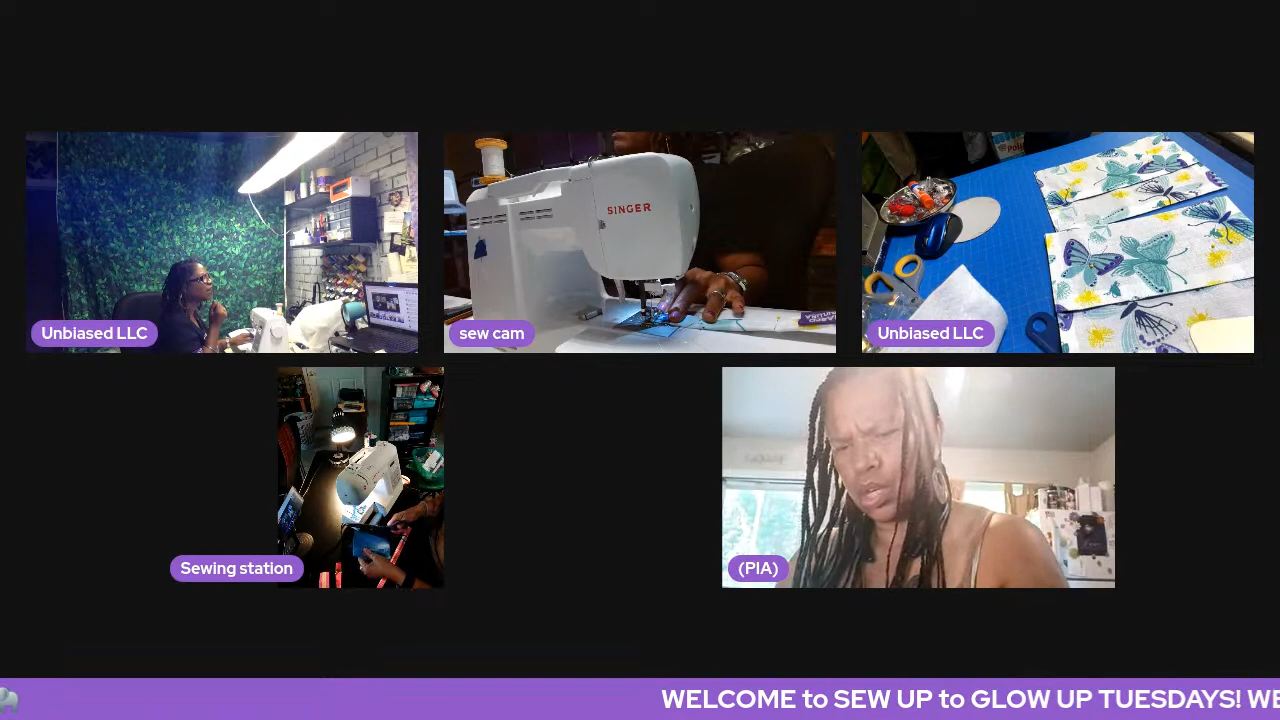 SINGER
Unbiased LLC
sew cam
Unbiased LLC
Sewing station
(PIA)
WELCOME to SEW UP to GLOW UP TUESDAYS! WE